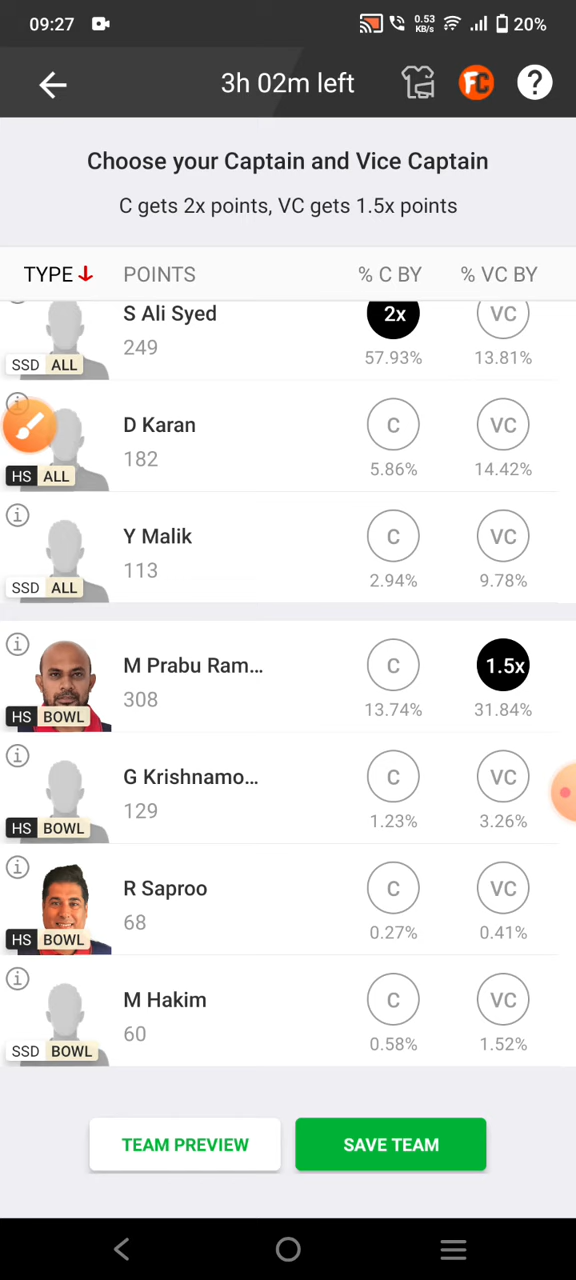 09:27 0.53 KB/s 20%
3h 02m left FC ?
Choose your Captain and Vice Captain
C gets 2x points, VC gets 1.5x points
TYPE POINTS % C BY % VC BY
S Ali Syed 2x VC
249 57.93% 13.81%
SSD ALL
i
D Karan C VC
182 5.86% 14.42%
HS ALL
i
Y Malik C VC
113 2.94% 9.78%
SSD ALL
i
M Prabu Ram... C 1.5x
308 13.74% 31.84%
HS BOWL
i
G Krishnamo... C VC
129 1.23% 3.26%
HS BOWL
i
R Saproo C VC
68 0.27% 0.41%
HS BOWL
i
M Hakim C VC
60 0.58% 1.52%
SSD BOWL
TEAM PREVIEW SAVE TEAM